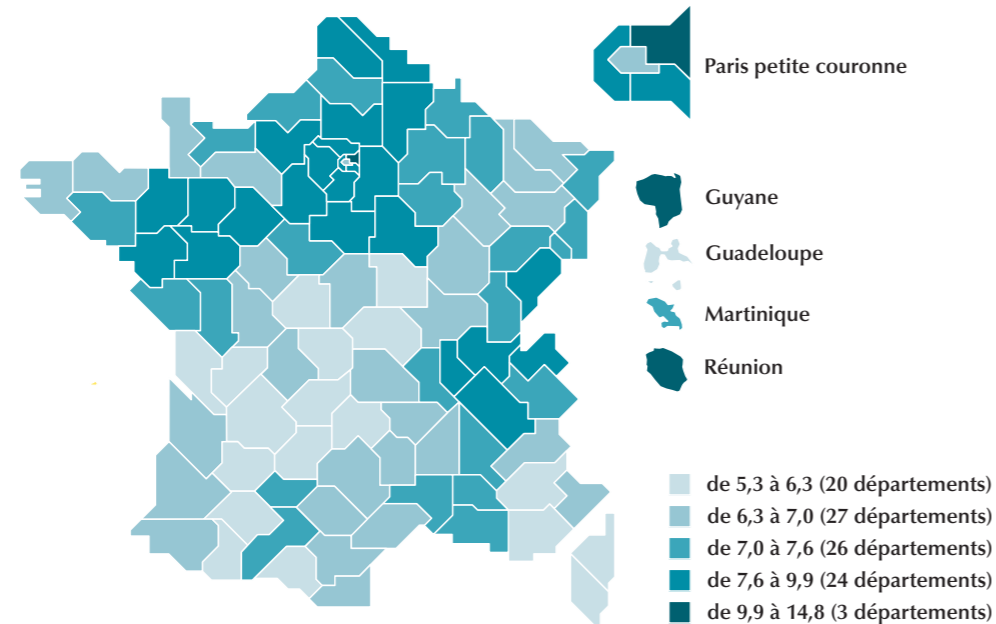 Paris petite couronne
Guyane
Guadeloupe
Martinique
Réunion
de 5,3 à 6,3 (20 départements)
de 6,3 à 7,0 (27 départements)
de 7,0 à 7,6 (26 départements)
de 7,6 à 9,9 (24 départements)
de 9,9 à 14,8 (3 départements)